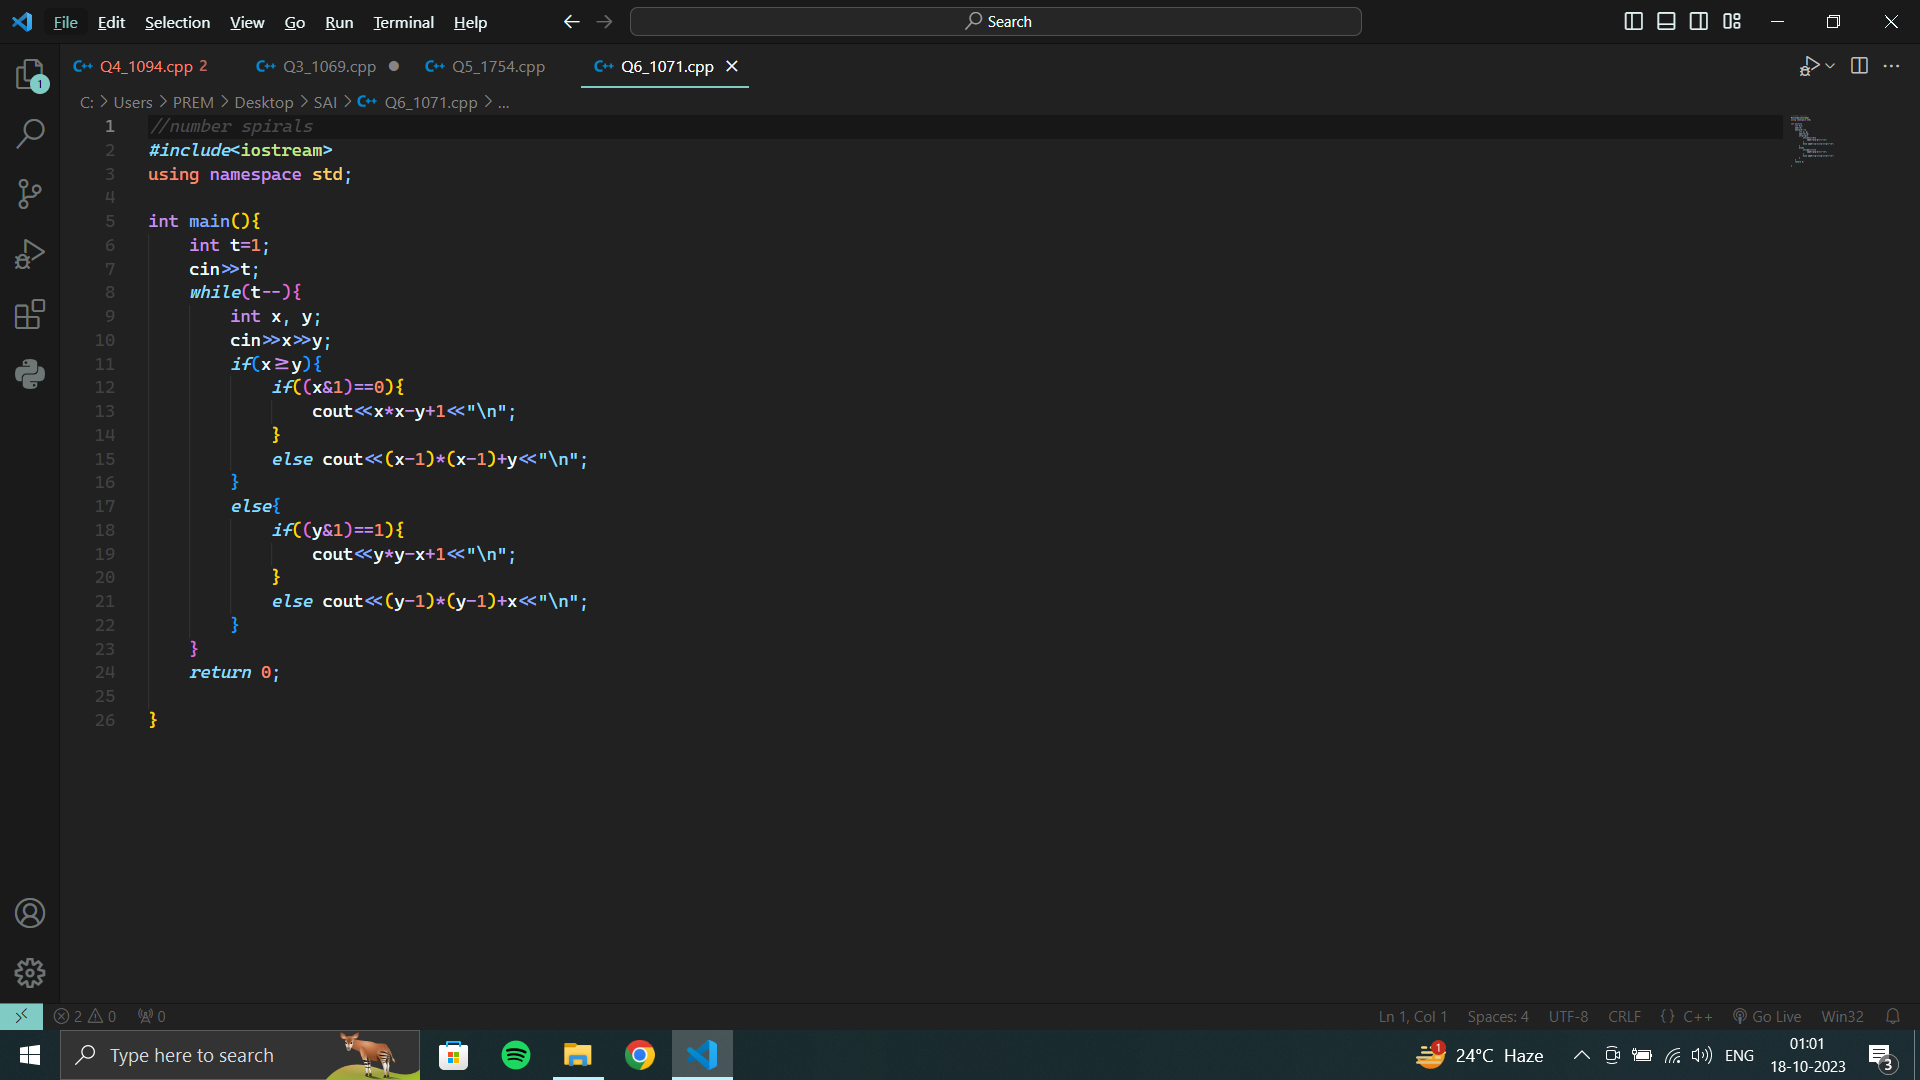 File Edit Selection View Go Run Terminal Help
Search
Q4_1094.cpp 2
Q3_1069.cpp
Q5_1754.cpp
Q6_1071.cpp
C: > Users > PREM > Desktop > SAI > Q6_1071.cpp > ...
1 //number spirals
2 #include<iostream>
3 using namespace std;
4
5 int main(){
6 int t=1;
7 cin>>t;
8 while(t--){
9 int x, y;
10 cin>>x>>y;
11 if(x>=y){
12 if((x&1)==0){
13 cout<<x*x-y+1<<"\n";
14 }
15 else cout<<(x-1)*(x-1)+y<<"\n";
16 }
17 else{
18 if((y&1)==1){
19 cout<<y*y-x+1<<"\n";
20 }
21 else cout<<(y-1)*(y-1)+x<<"\n";
22 }
23 }
24 return 0;
25
26 }
1
2 0 0
Ln 1, Col 1 Spaces: 4 UTF-8 CRLF {} C++ Go Live Win32
Type here to search
1 24°C Haze
ENG
01:01
18-10-2023
3